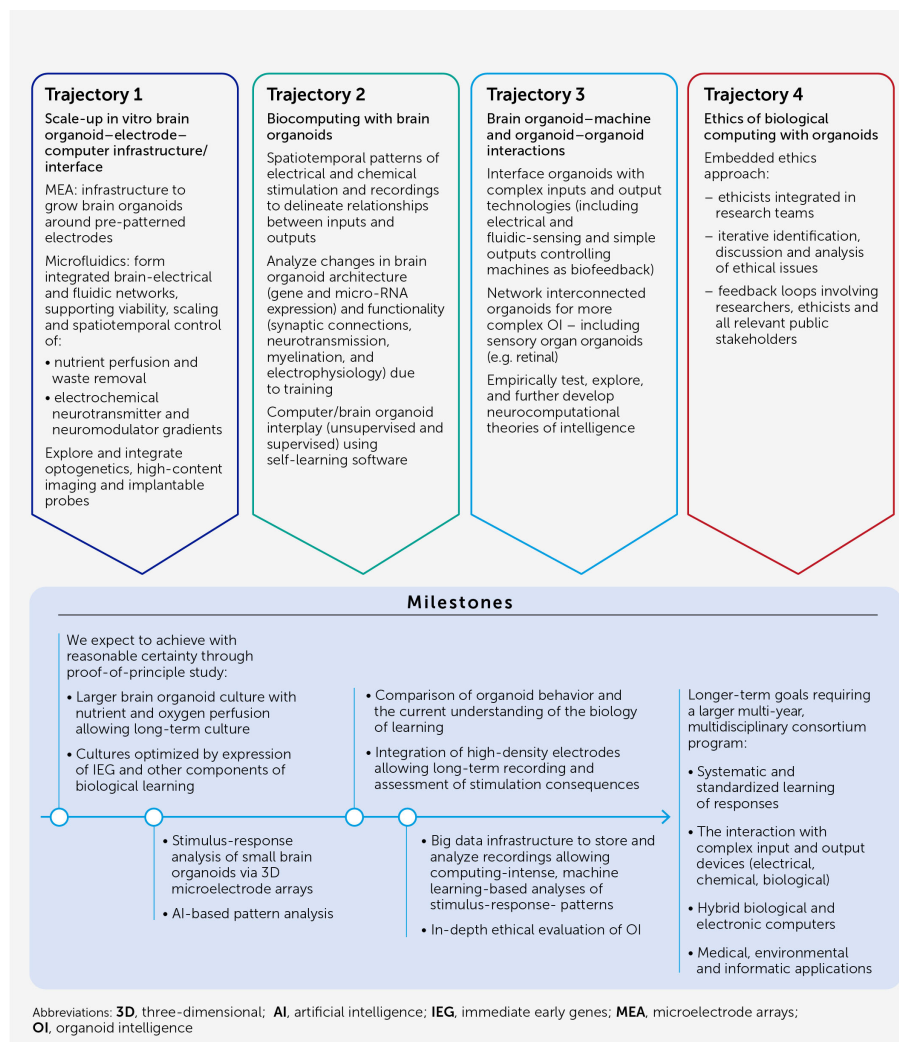 Trajectory 1
Scale-up in vitro brain
organoid–electrode–
computer infrastructure/
interface
MEA: infrastructure to
grow brain organoids
around pre-patterned
electrodes
Microfluidics: form
integrated brain-electrical
and fluidic networks,
supporting viability, scaling
and spatiotemporal control
of:
• nutrient perfusion and
waste removal
• electrochemical
neurotransmitter and
neuromodulator gradients
Explore and integrate
optogenetics, high-content
imaging and implantable
probes
Trajectory 2
Biocomputing with brain
organoids
Spatiotemporal patterns of
electrical and chemical
stimulation and recordings
to delineate relationships
between inputs and
outputs
Analyze changes in brain
organoid architecture
(gene and micro-RNA
expression) and functionality
(synaptic connections,
neurotransmission,
myelination, and
electrophysiology) due
to training
Computer/brain organoid
interplay (unsupervised and
supervised) using
self-learning software
Trajectory 3
Brain organoid–machine
and organoid–organoid
interactions
Interface organoids with
complex inputs and output
technologies (including
electrical and
fluidic-sensing and simple
outputs controlling
machines as biofeedback)
Network interconnected
organoids for more
complex OI – including
sensory organ organoids
(e.g. retinal)
Empirically test, explore,
and further develop
neurocomputational
theories of intelligence
Trajectory 4
Ethics of biological
computing with organoids
Embedded ethics
approach:
– ethicists integrated in
research teams
– iterative identification,
discussion and analysis
of ethical issues
– feedback loops involving
researchers, ethicists and
all relevant public
stakeholders
Milestones
We expect to achieve with
reasonable certainty through
proof-of-principle study:
• Larger brain organoid culture with
nutrient and oxygen perfusion
allowing long-term culture
• Cultures optimized by expression
of IEG and other components of
biological learning
• Stimulus-response
analysis of small brain
organoids via 3D
microelectrode arrays
• AI-based pattern analysis
• Comparison of organoid behavior and
the current understanding of the biology
of learning
• Integration of high-density electrodes
allowing long-term recording and
assessment of stimulation consequences
• Big data infrastructure to store and
analyze recordings allowing
computing-intense, machine
learning-based analyses of
stimulus-response- patterns
• In-depth ethical evaluation of OI
Longer-term goals requiring
a larger multi-year,
multidisciplinary consortium
program:
• Systematic and
standardized learning
of responses
• The interaction with
complex input and output
devices (electrical,
chemical, biological)
• Hybrid biological and
electronic computers
• Medical, environmental
and informatic applications
Abbreviations: 3D, three-dimensional; AI, artificial intelligence; IEG, immediate early genes; MEA, microelectrode arrays;
OI, organoid intelligence